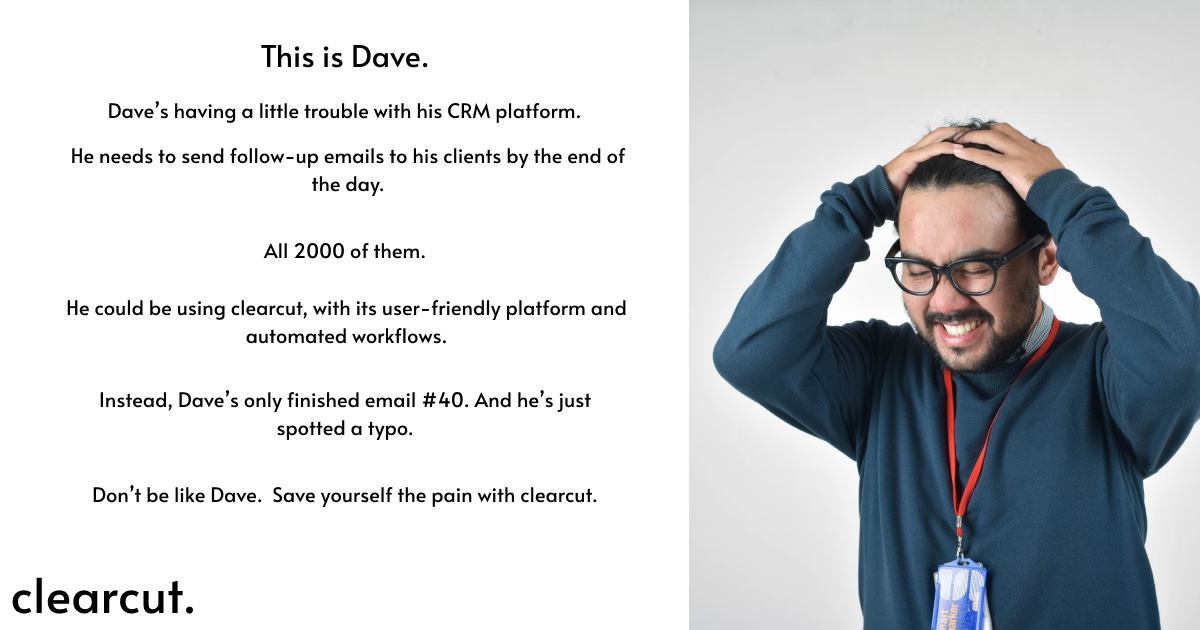 This is Dave.
Dave’s having a little trouble with his CRM platform.
He needs to send follow-up emails to his clients by the end of
the day.
All 2000 of them.
He could be using clearcut, with its user-friendly platform and
automated workflows.
Instead, Dave’s only finished email #40. And he’s just
spotted a typo.
Don’t be like Dave.  Save yourself the pain with clearcut.
clearcut.